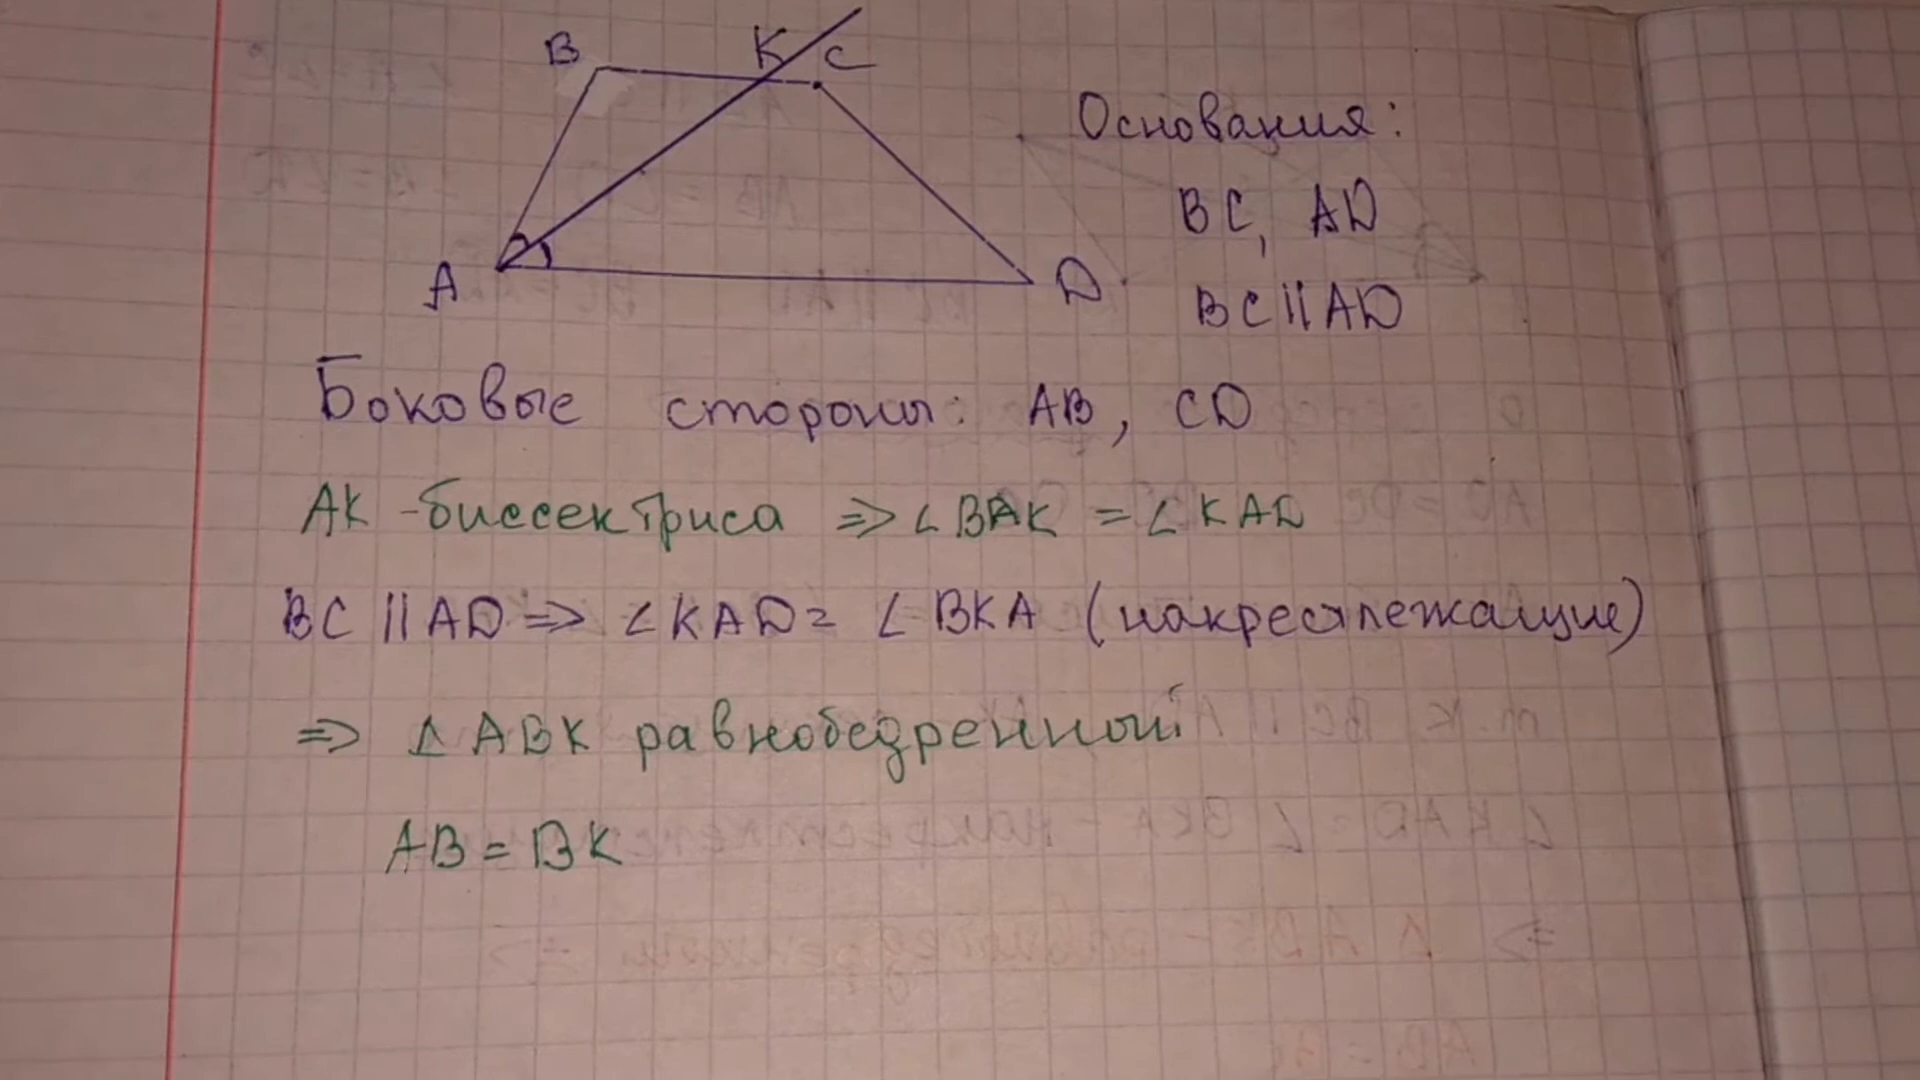 B K C
A D
Основания:
BC, AD
BC || AD
Боковые стороны: AB, CD
AK - биссектриса => ∠BAK = ∠KAD
BC || AD => ∠KAD = ∠BKA (накрестлежащие)
=> △ABK равнобедренный
AB = BK